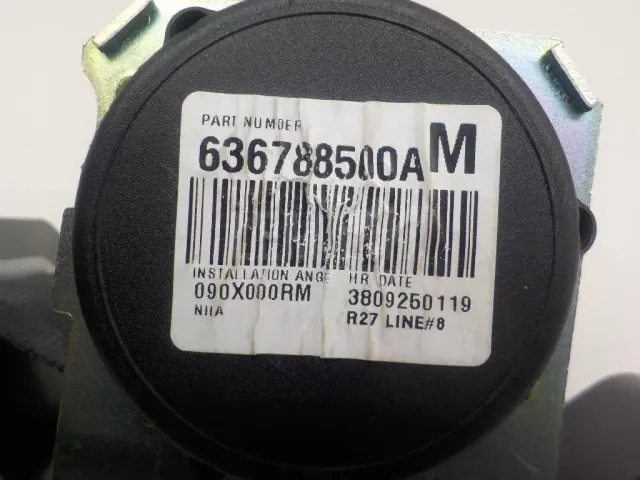 PART NUMBER
636788500A M
INSTALLATION ANGE HR DATE
090X000RM 3809250119
NIIA R27 LINE#8